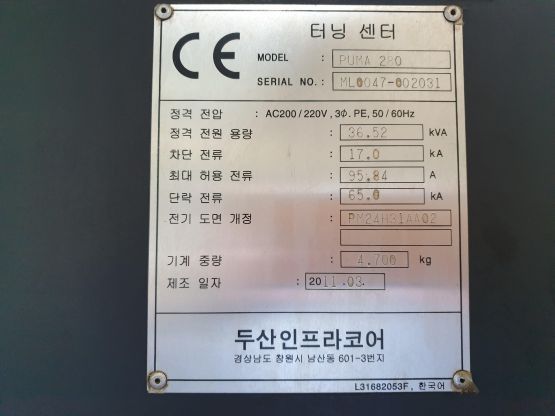 CE
터닝 센터
MODEL : PUMA 280
SERIAL NO. : ML0047-002031
정격 전압 : AC200/220V, 3Φ. PE, 50/60Hz
정격 전원 용량 : 36.52 kVA
차단 전류 : 17.0 kA
최대 허용 전류 : 95.84 A
단락 전류 : 65.0 kA
전기 도면 개정 : PM24H31AA02
기계 중량 : 4.700 kg
제조 일자 : 2011.03.
두산인프라코어
경상남도 창원시 남산동 601-3번지
L31682053F, 한국어